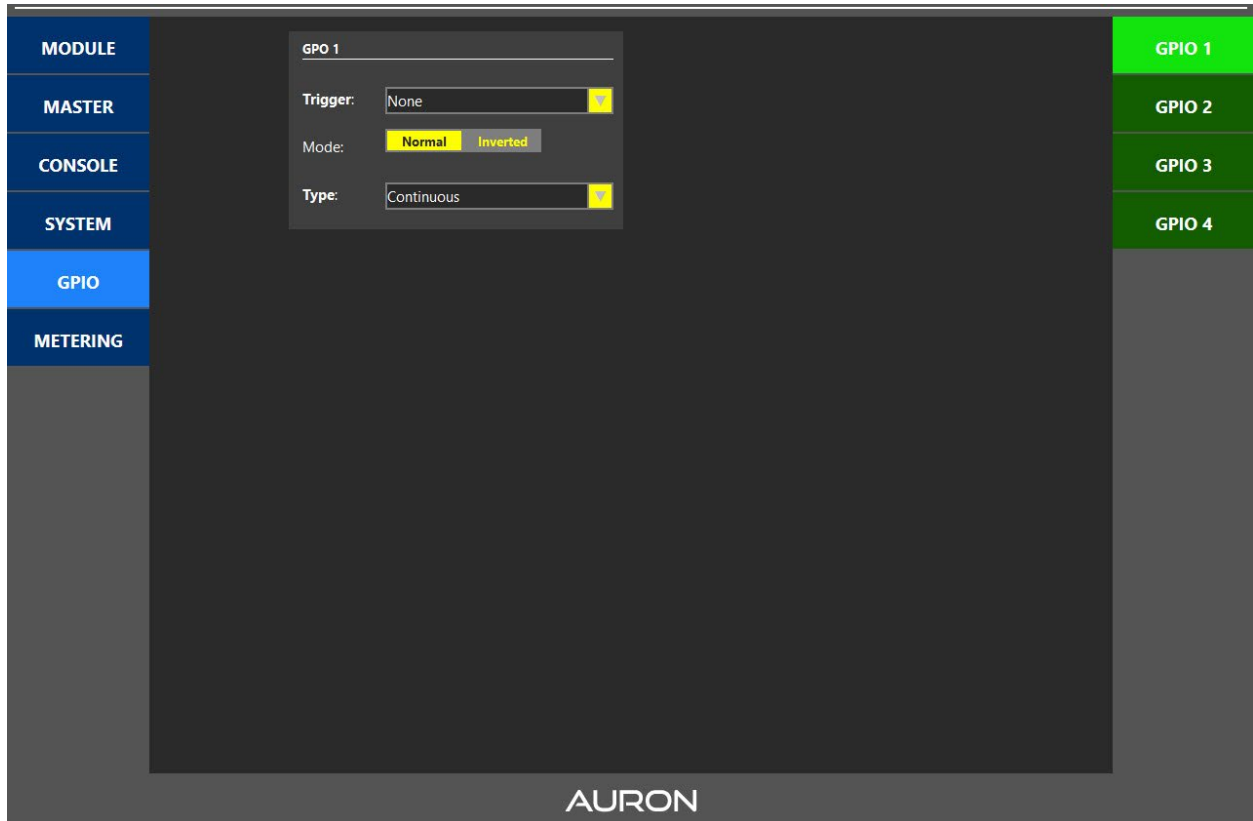 MODULE
MASTER
CONSOLE
SYSTEM
GPIO
METERING
GPO 1
Trigger: None
Mode: Normal Inverted
Type: Continuous
GPIO 1
GPIO 2
GPIO 3
GPIO 4
AURON